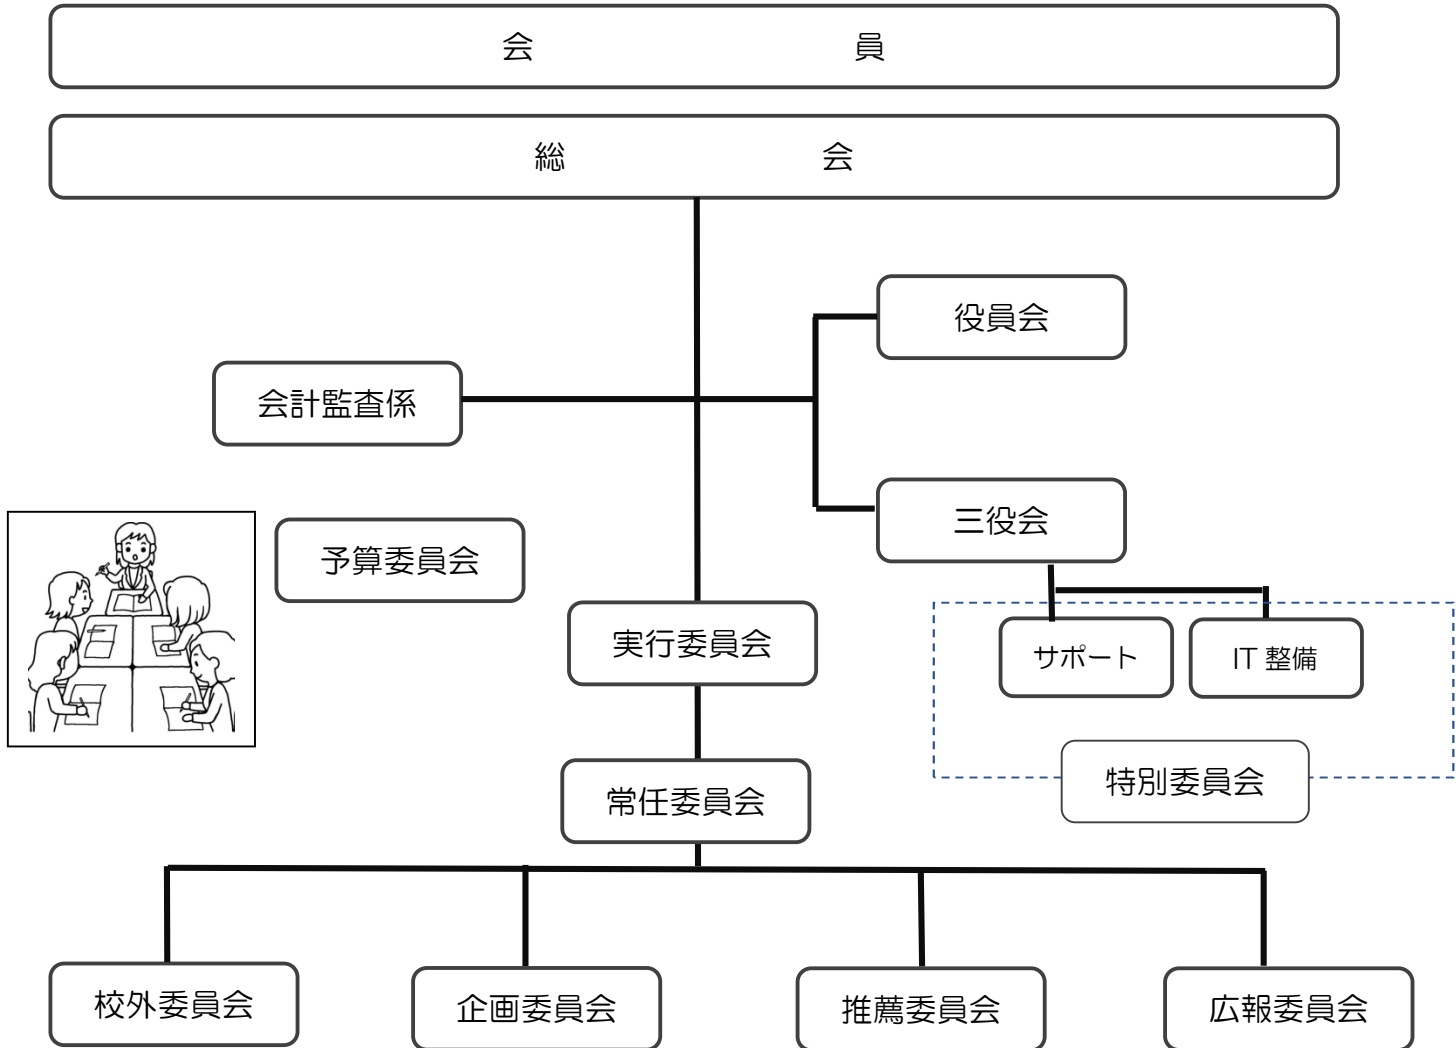 会員
総会
役員会
会計監査係
三役会
予算委員会
実行委員会
サポート
IT 整備
特別委員会
常任委員会
校外委員会
企画委員会
推薦委員会
広報委員会